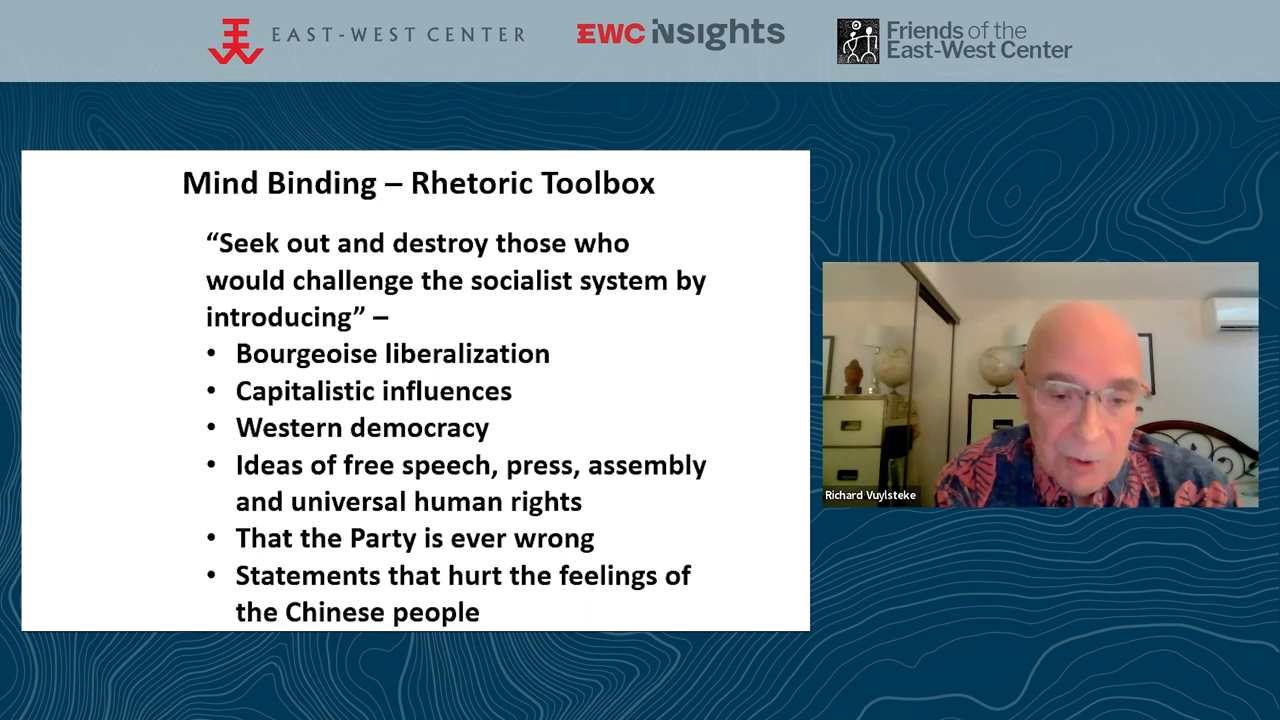 EAST-WEST CENTER
EWC insights
Friends of the
East-West Center
Mind Binding – Rhetoric Toolbox
“Seek out and destroy those who
would challenge the socialist system by
introducing” –
• Bourgeoise liberalization
• Capitalistic influences
• Western democracy
• Ideas of free speech, press, assembly
and universal human rights
• That the Party is ever wrong
• Statements that hurt the feelings of
the Chinese people
Richard Vuylsteke